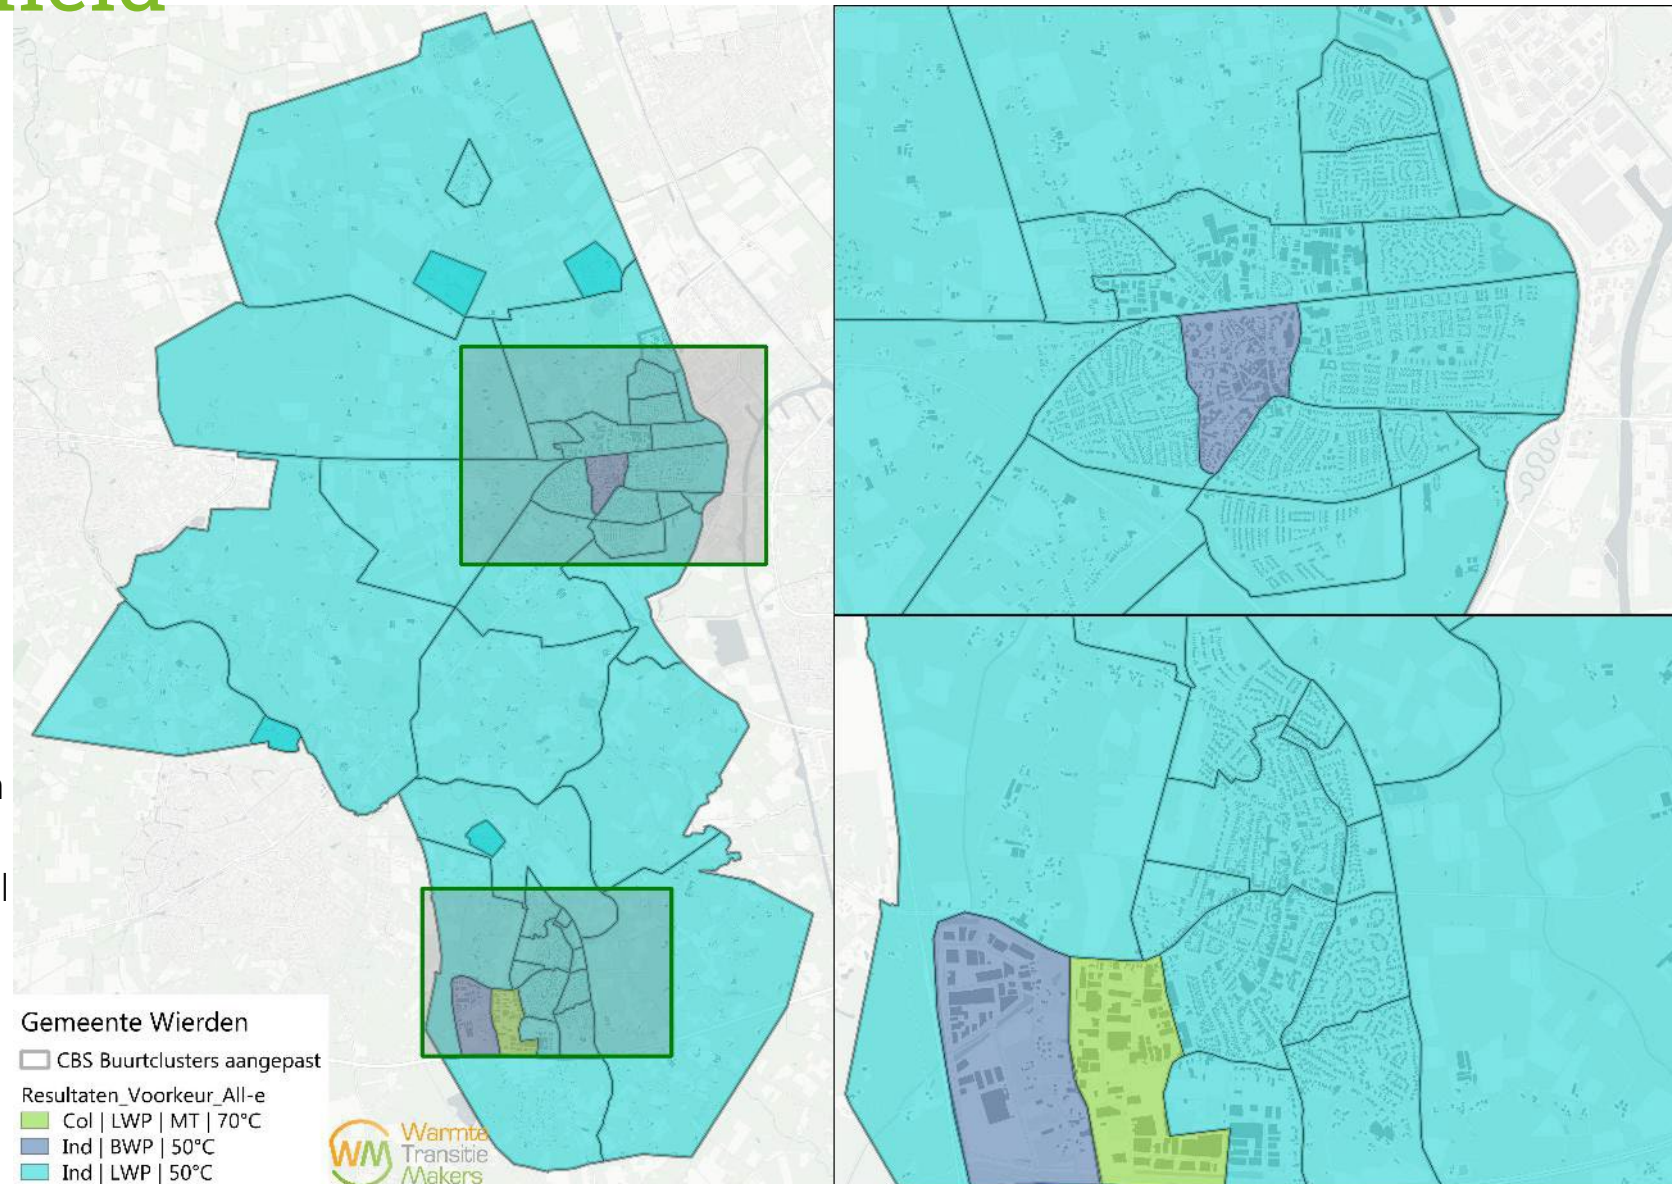 Gemeente Wierden
CBS Buurtclusters aangepast
Resultaten_Voorkeur_All-e
Col | LWP | MT | 70°C
Ind | BWP | 50°C
Ind | LWP | 50°C
WM
Warmte
Transitie
Makers